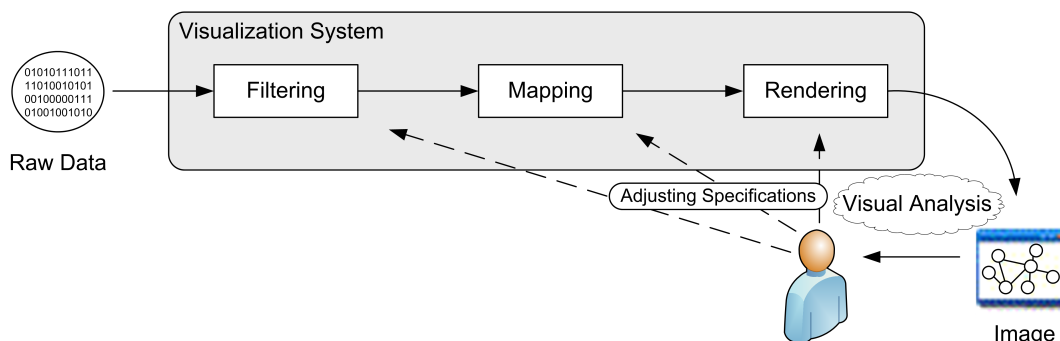 Visualization System
01010111011
11010010101
00100000111
01001001010
Filtering
Mapping
Rendering
Raw Data
Adjusting Specifications
Visual Analysis
Image